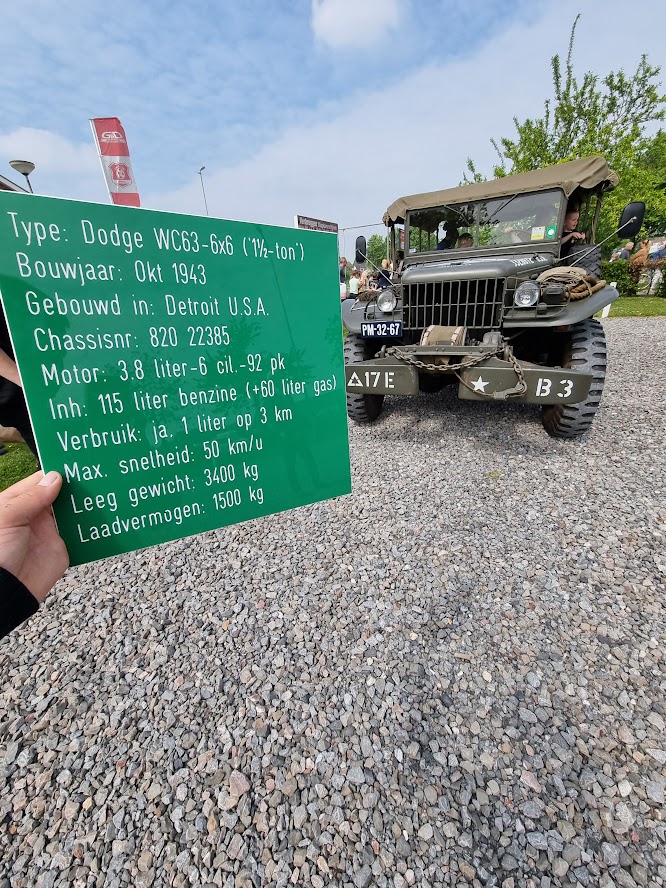 Type: Dodge WC63-6x6 ('1½-ton')
Bouwjaar: Okt 1943
Gebouwd in: Detroit U.S.A.
Chassisnr: 820 22385
Motor: 3.8 liter-6 cil.-92 pk
Inh: 115 liter benzine (+60 liter gas)
Verbruik: ja, 1 liter op 3 km
Max. snelheid: 50 km/u
Leeg gewicht: 3400 kg
Laadvermogen: 1500 kg
PM-32-67
17E
B3